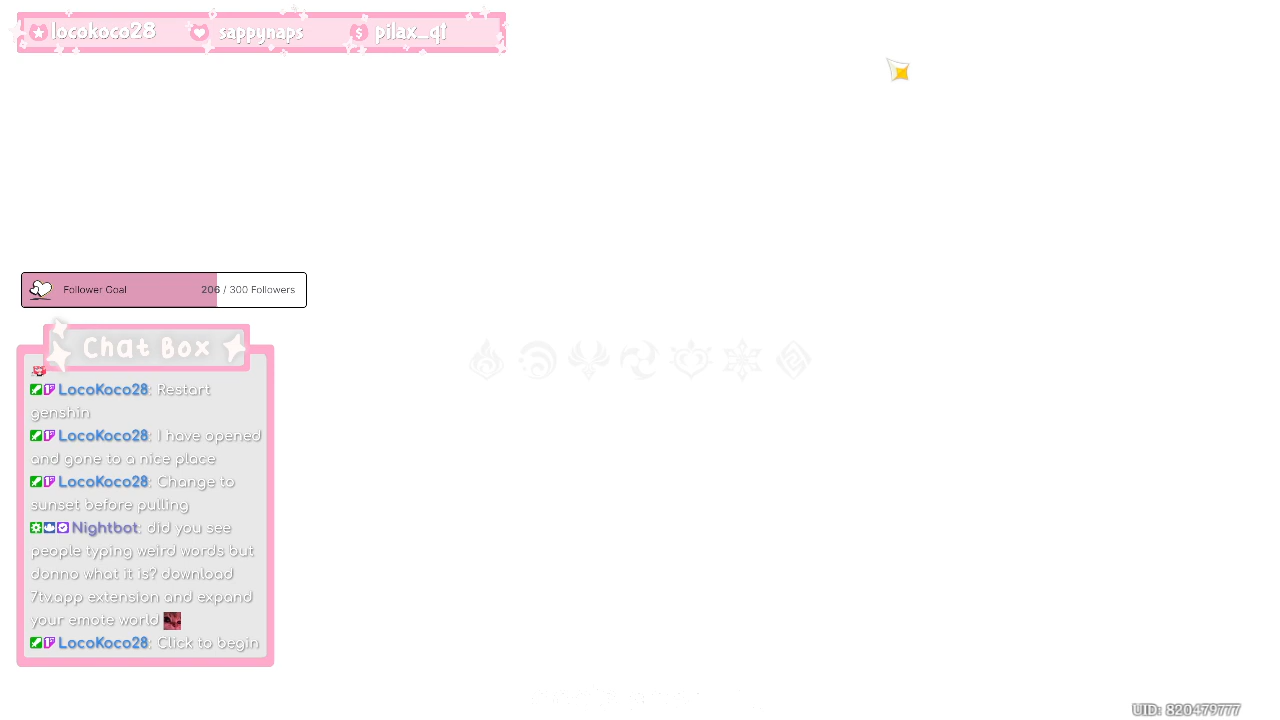 locokoco28 sappynaps pilax_qt
Follower Goal 206 / 300 Followers
Chat Box
LocoKoco28: Restart
genshin
LocoKoco28: I have opened
and gone to a nice place
LocoKoco28: Change to
sunset before pulling
Nightbot: did you see
people typing weird words but
donno what it is? download
7tv.app extension and expand
your emote world
LocoKoco28: Click to begin
UID: 820479777